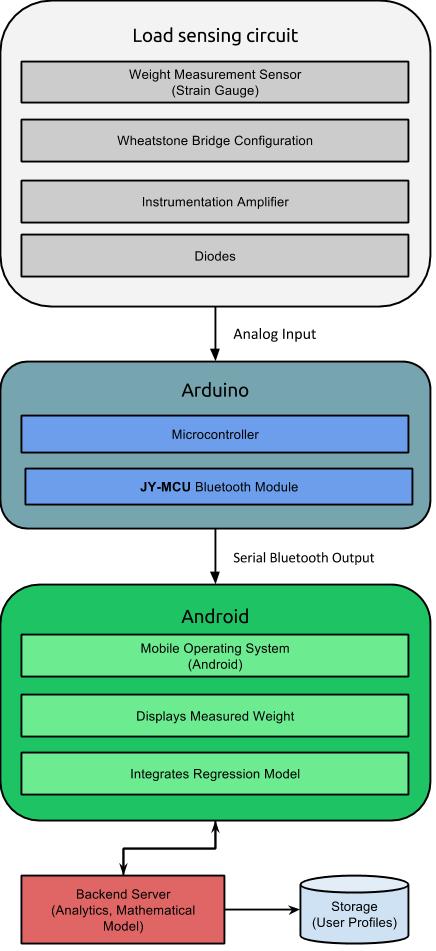 Load sensing circuit
Weight Measurement Sensor
(Strain Gauge)
Wheatstone Bridge Configuration
Instrumentation Amplifier
Diodes
Analog Input
Arduino
Microcontroller
JY-MCU Bluetooth Module
Serial Bluetooth Output
Android
Mobile Operating System
(Android)
Displays Measured Weight
Integrates Regression Model
Backend Server
(Analytics, Mathematical
Model)
Storage
(User Profiles)